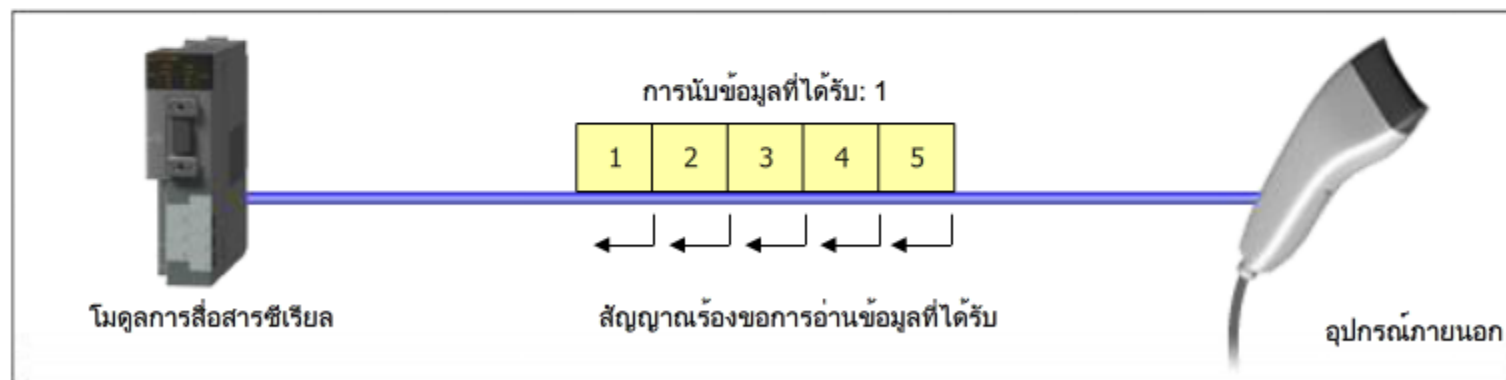 การนับข้อมูลที่ได้รับ: 1
1 2 3 4 5
โมดูลการสื่อสารซีเรียล
สัญญาณร้องขอการอ่านข้อมูลที่ได้รับ
อุปกรณ์ภายนอก